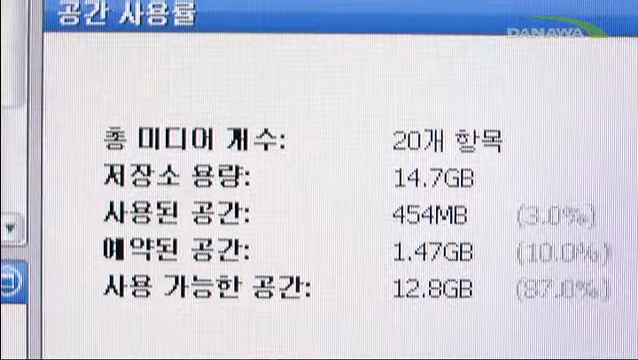 공간 사용률
DANAWA
총 미디어 개수: 20개 항목
저장소 용량: 14.7GB
사용된 공간: 454MB (3.0%)
예약된 공간: 1.47GB (10.0%)
사용 가능한 공간: 12.8GB (87.0%)